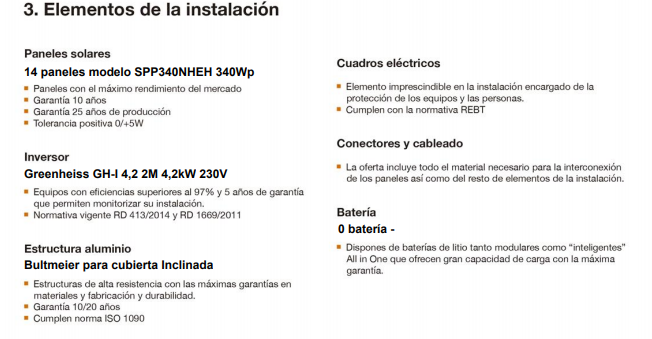 3. Elementos de la instalación
Paneles solares
14 paneles modelo SPP340NHEH 340Wp
Paneles con el máximo rendimiento del mercado
Garantía 10 años
Garantía 25 años de producción
Tolerancia positiva 0/+5W
Inversor
Greenheiss GH-I 4,2 2M 4,2kW 230V
Equipos con eficiencias superiores al 97% y 5 años de garantía
que permiten monitorizar su instalación.
Normativa vigente RD 413/2014 y RD 1669/2011
Estructura aluminio
Bultmeier para cubierta Inclinada
Estructuras de alta resistencia con las máximas garantías en
materiales y fabricación y durabilidad.
Garantía 10/20 años
Cumplen norma ISO 1090
Cuadros eléctricos
Elemento imprescindible en la instalación encargado de la
protección de los equipos y las personas.
Cumplen con la normativa REBT
Conectores y cableado
La oferta incluye todo el material necesario para la interconexión
de los paneles así como del resto de elementos de la instalación.
Batería
0 batería -
Dispones de baterías de litio tanto modulares como “inteligentes”
All in One que ofrecen gran capacidad de carga con la máxima
garantía.